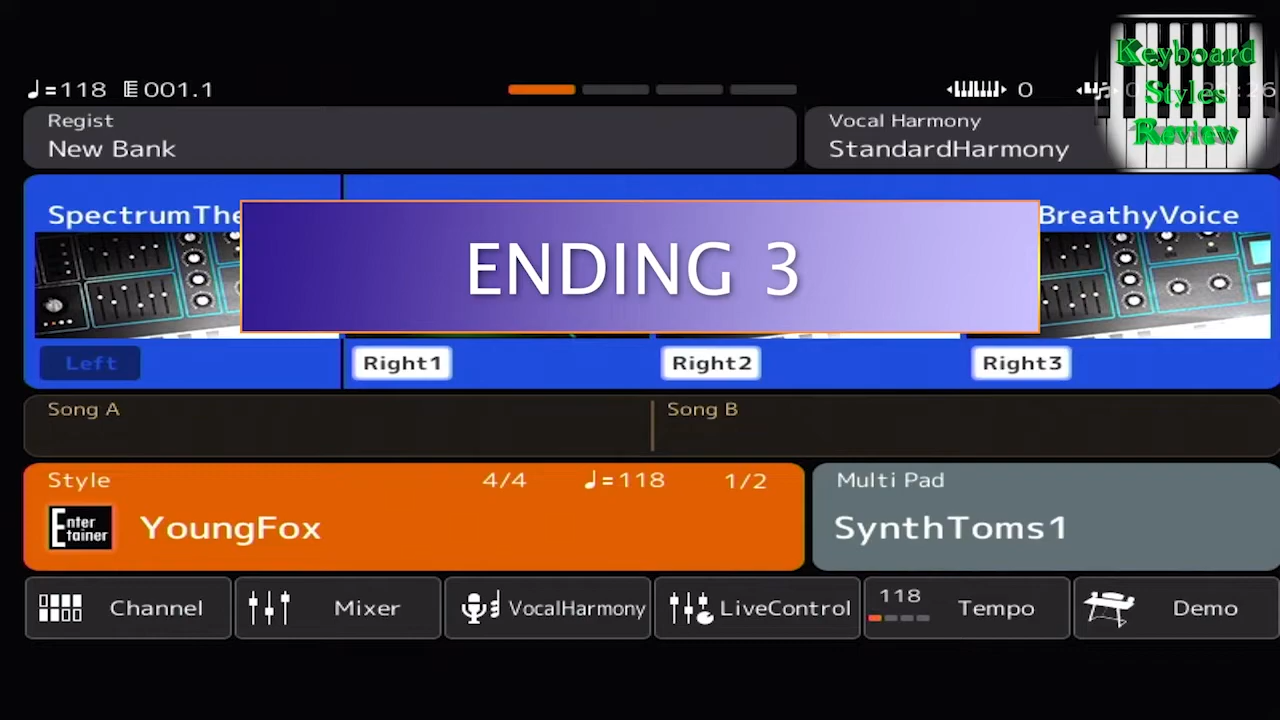 ♩=118 001.1
0
Keyboard
Styles
Review
Regist
New Bank
Vocal Harmony
StandardHarmony
BreathyVoice
ENDING 3
Left
Right1
Right2
Right3
Song A
Song B
Style
4/4 ♩=118 1/2
Enter
tainer
YoungFox
Multi Pad
SynthToms1
Channel
Mixer
VocalHarmony
LiveControl
118
Tempo
Demo